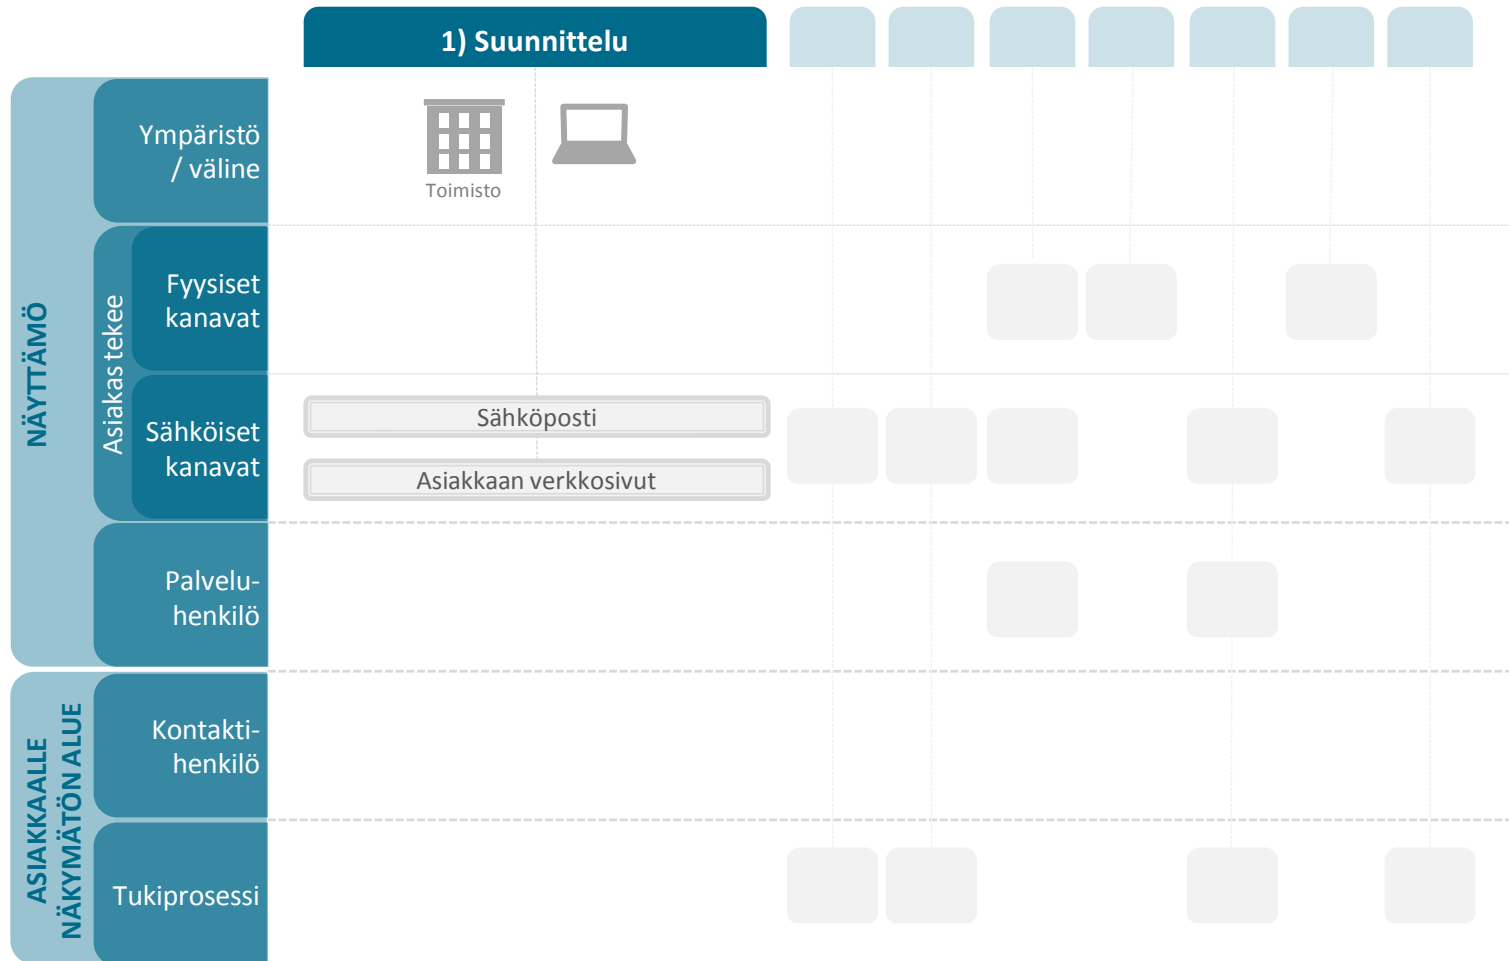 1) Suunnittelu
NÄYTTÄMÖ
Ympäristö
/ väline
Toimisto
Asiakas tekee
Fyysiset
kanavat
Sähköiset
kanavat
Sähköposti
Asiakkaan verkkosivut
Palvelu-
henkilö
ASIAKKAALLE
NÄKYMÄTÖN ALUE
Kontakti-
henkilö
Tukiprosessi